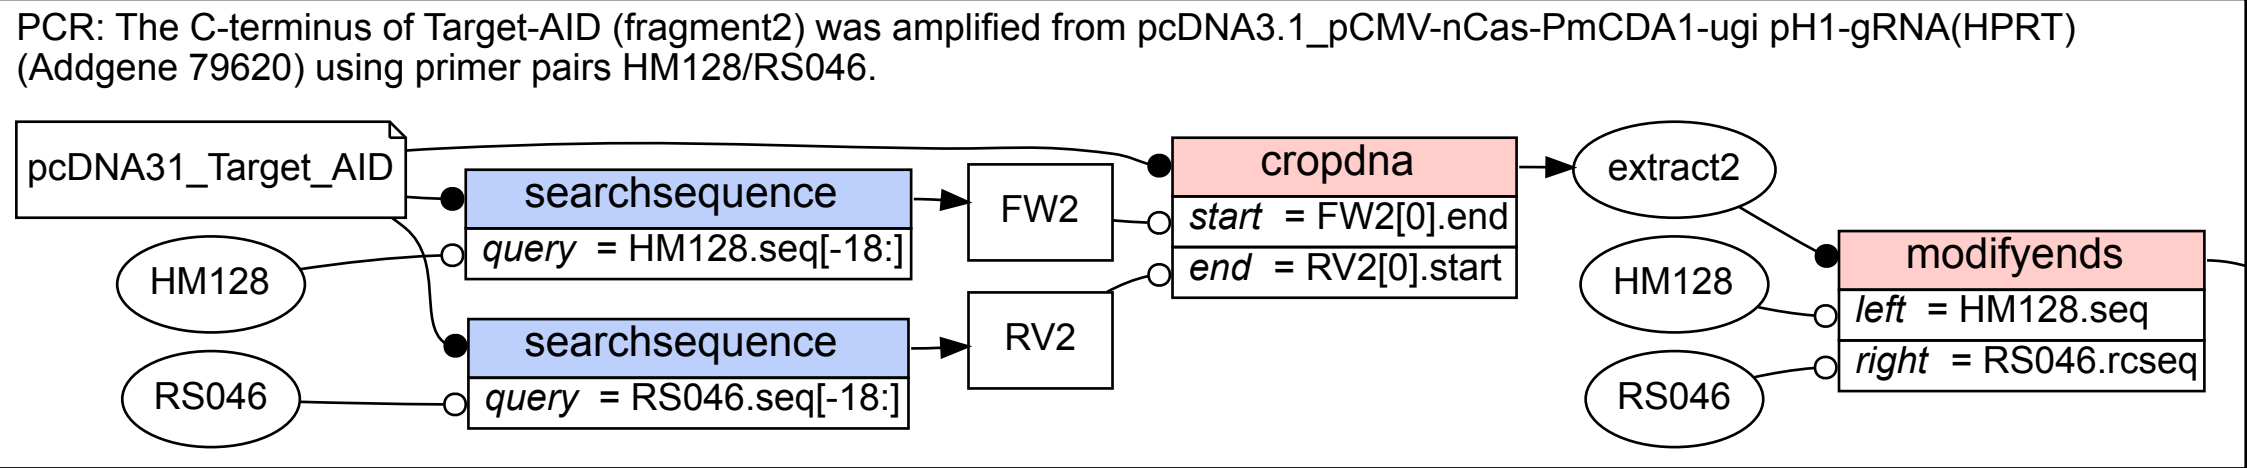 PCR: The C-terminus of Target-AID (fragment2) was amplified from pcDNA3.1_pCMV-nCas-PmCDA1-ugi pH1-gRNA(HPRT)
(Addgene 79620) using primer pairs HM128/RS046.
pcDNA31_Target_AID
HM128
RS046
searchsequence
query = HM128.seq[-18:]
searchsequence
query = RS046.seq[-18:]
FW2
RV2
cropdna
start = FW2[0].end
end = RV2[0].start
extract2
HM128
RS046
modifyends
left = HM128.seq
right = RS046.rcseq